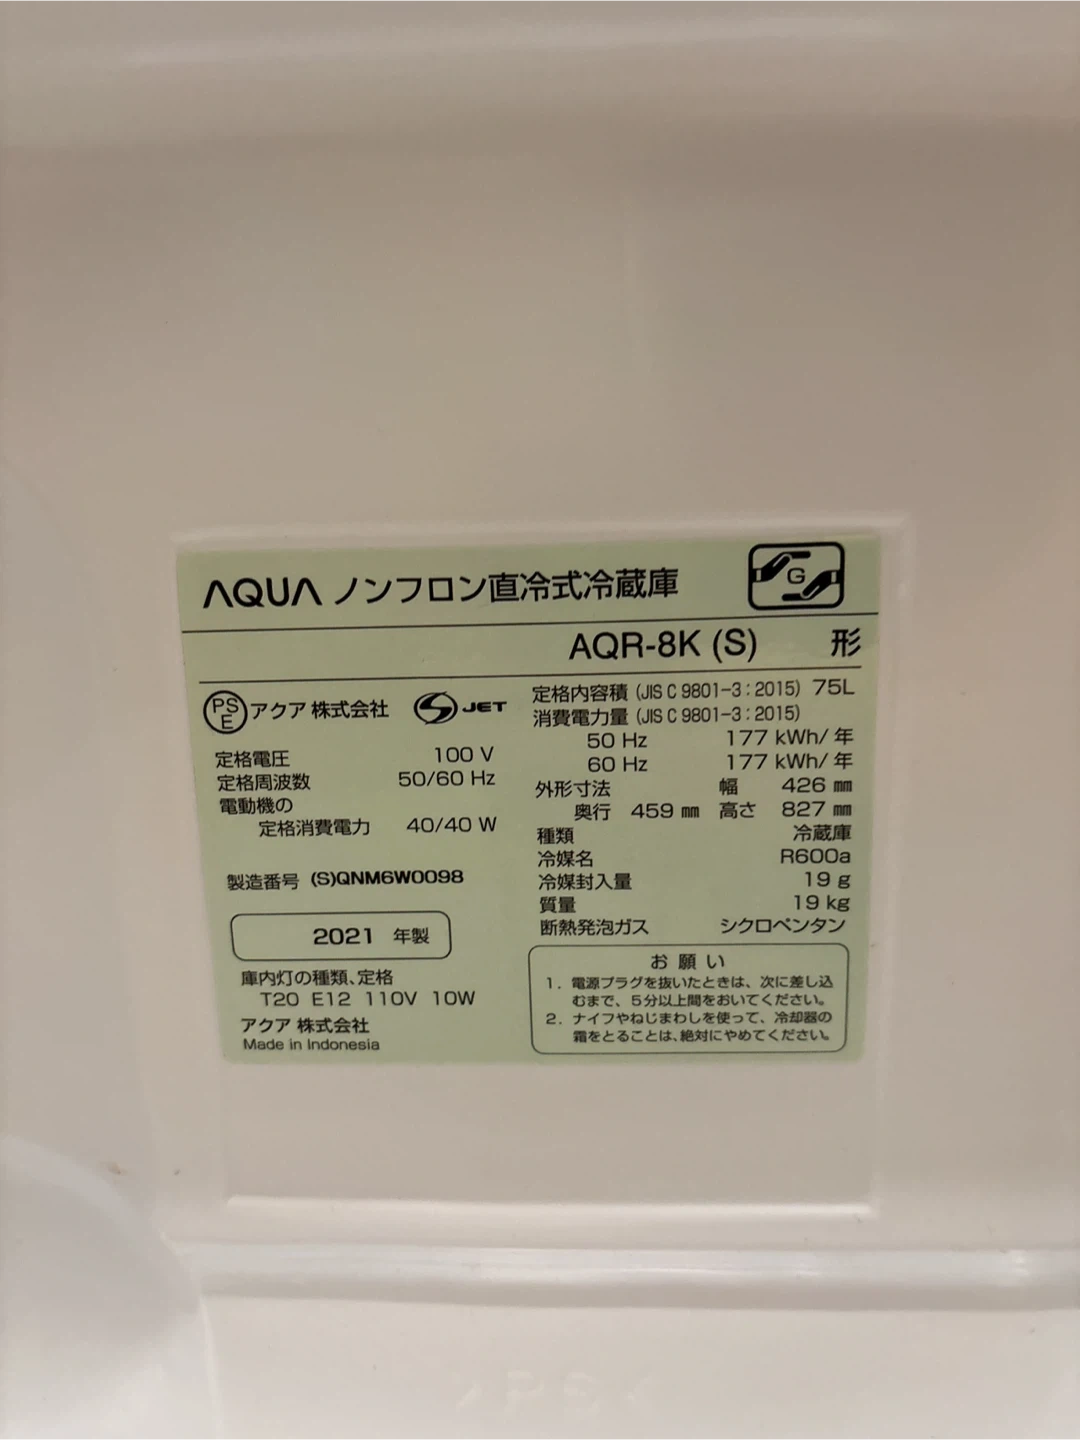 AQUA ノンフロン直冷式冷蔵庫
G
AQR-8K (S) 形
PSE アクア 株式会社 JET
定格電圧 100 V
定格周波数 50/60 Hz
電動機の
定格消費電力 40/40 W
製造番号 (S)QNM6W0098
2021 年製
庫内灯の種類、定格
T20 E12 110V 10W
アクア 株式会社
Made in Indonesia
定格内容積 (JIS C 9801-3:2015) 75L
消費電力量 (JIS C 9801-3:2015)
50 Hz 177 kWh/年
60 Hz 177 kWh/年
外形寸法 幅 426 mm
奥行 459 mm 高さ 827 mm
種類 冷蔵庫
冷媒名 R600a
冷媒封入量 19 g
質量 19 kg
断熱発泡ガス シクロペンタン
お願い
1. 電源プラグを抜いたときは、次に差し込
むまで、5分以上間をおいてください。
2. ナイフやねじまわしを使って、冷却器の
霜をとることは、絶対にやめてください。
>PS<